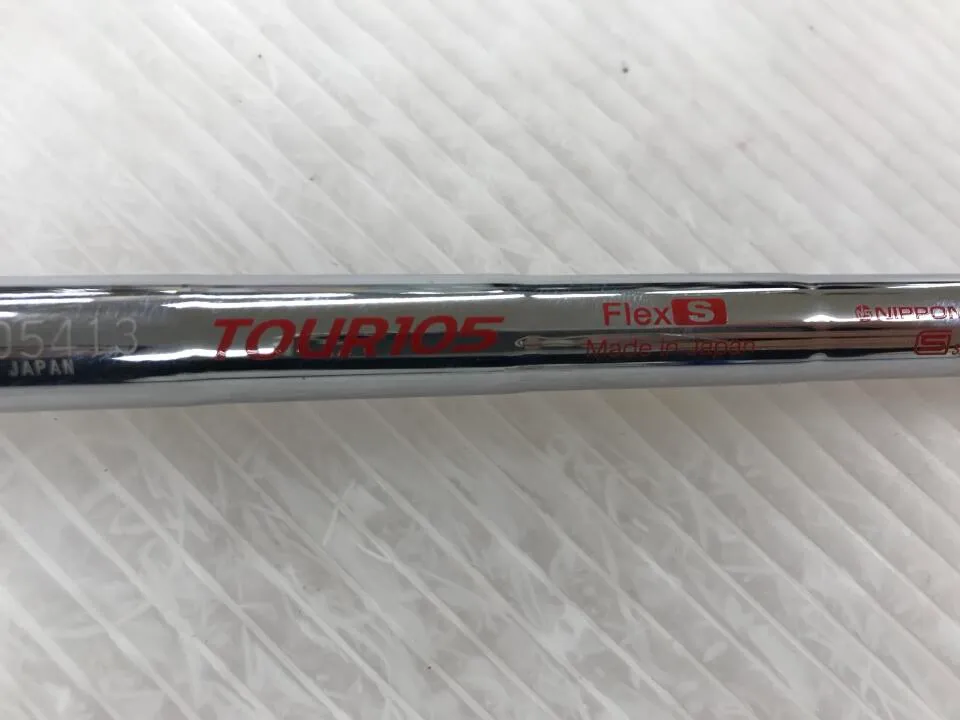 05413
JAPAN
TOUR105
Flex S
Made in Japan
NIPPON
S